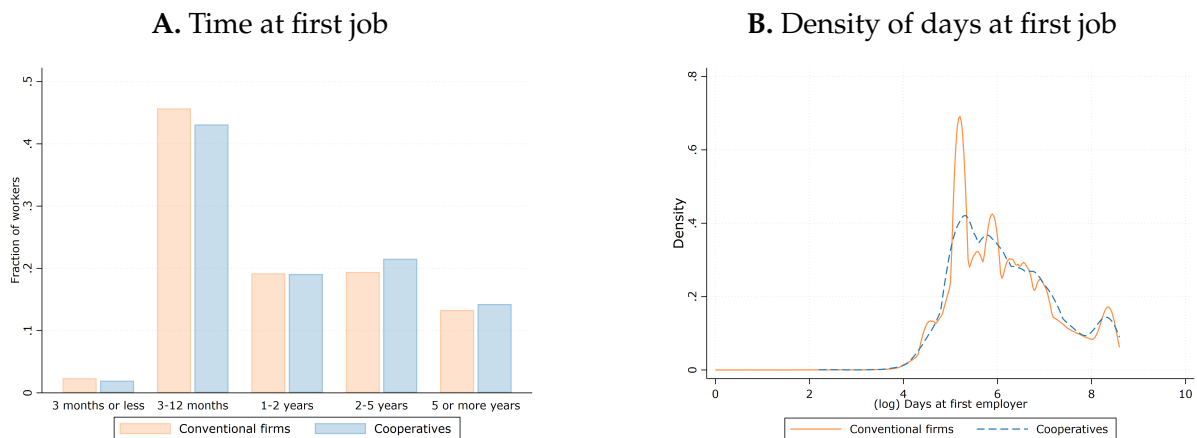 A. Time at first job
Fraction of workers
.5
.4
.3
.2
.1
0
3 months or less
3-12 months
1-2 years
2-5 years
5 or more years
Conventional firms
Cooperatives
B. Density of days at first job
Density
.8
.6
.4
.2
0
0
2
4
6
8
10
(log) Days at first employer
Conventional firms
Cooperatives